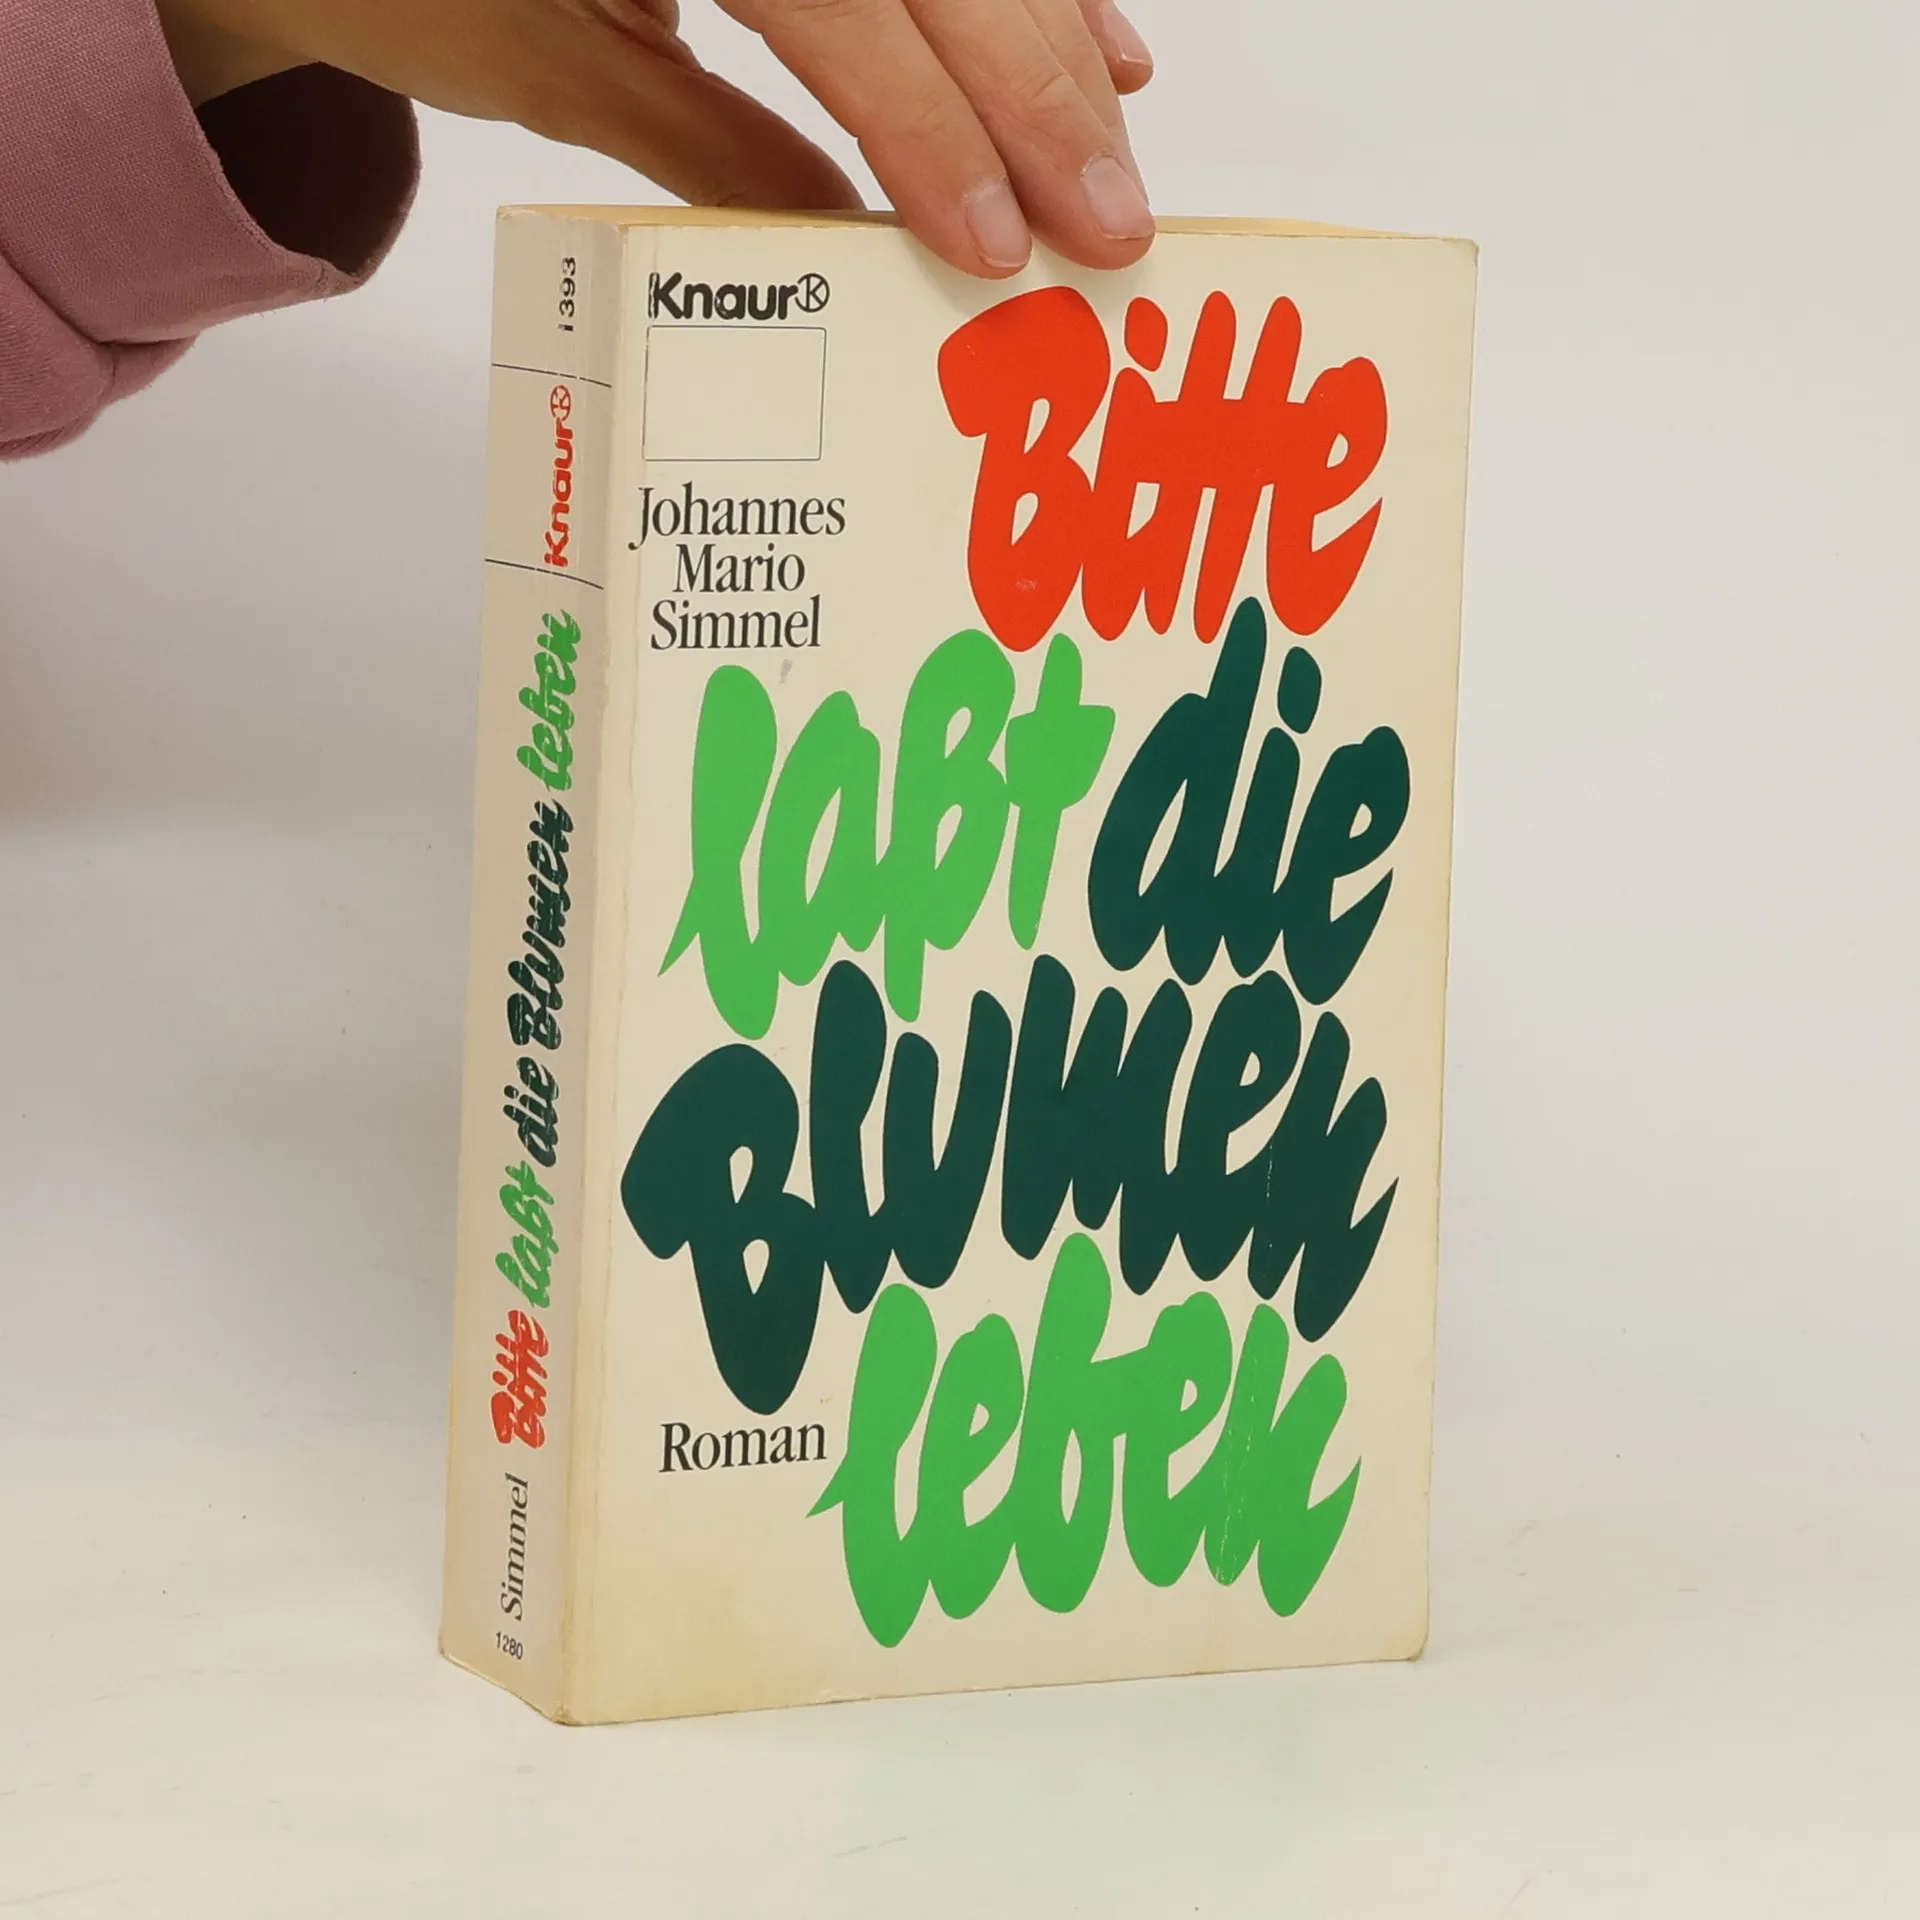 Knaur
Johannes
Mario
Simmel
Bitte
laßt die
Blumen
leben
Roman
1393
Knaur
Simmel Bitte laßt die Blumen leben
1280